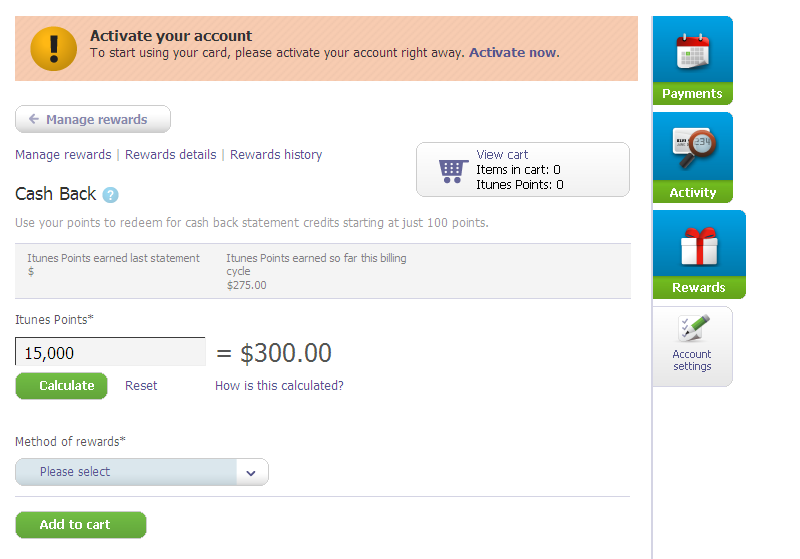 Activate your account
To start using your card, please activate your account right away. Activate now.
Manage rewards
Manage rewards | Rewards details | Rewards history
View cart
Items in cart: 0
Itunes Points: 0
Cash Back ?
Use your points to redeem for cash back statement credits starting at just 100 points.
Itunes Points earned last statement
$
Itunes Points earned so far this billing
cycle
$275.00
Itunes Points*
15,000 = $300.00
Calculate Reset How is this calculated?
Method of rewards*
Please select
Add to cart
Payments
Activity
Rewards
Account
settings